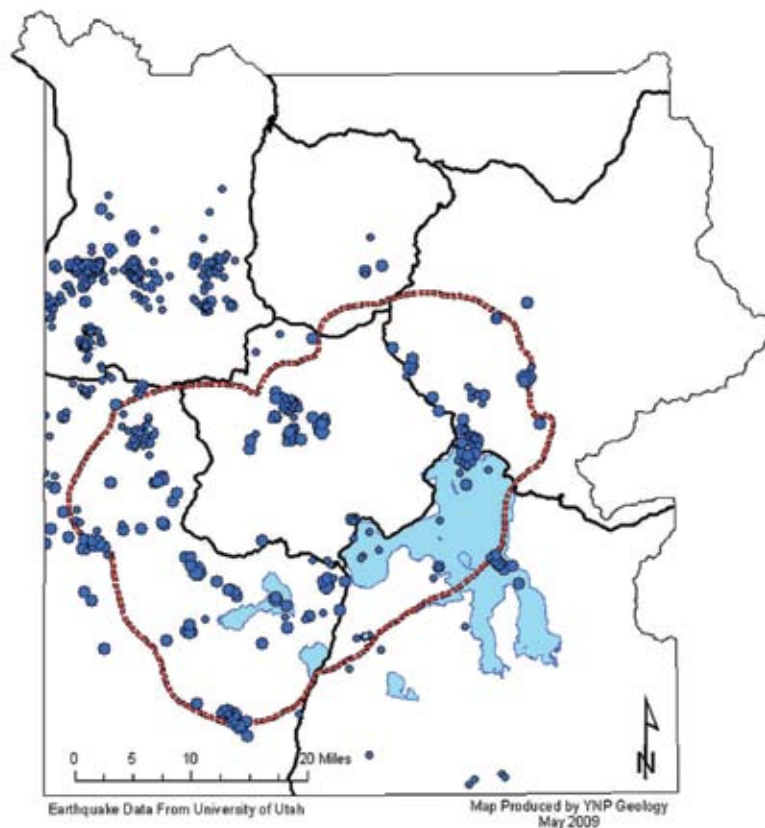 N
0 5 10 20 Miles
Earthquake Data From University of Utah
Map Produced by YNP Geology
May 2009